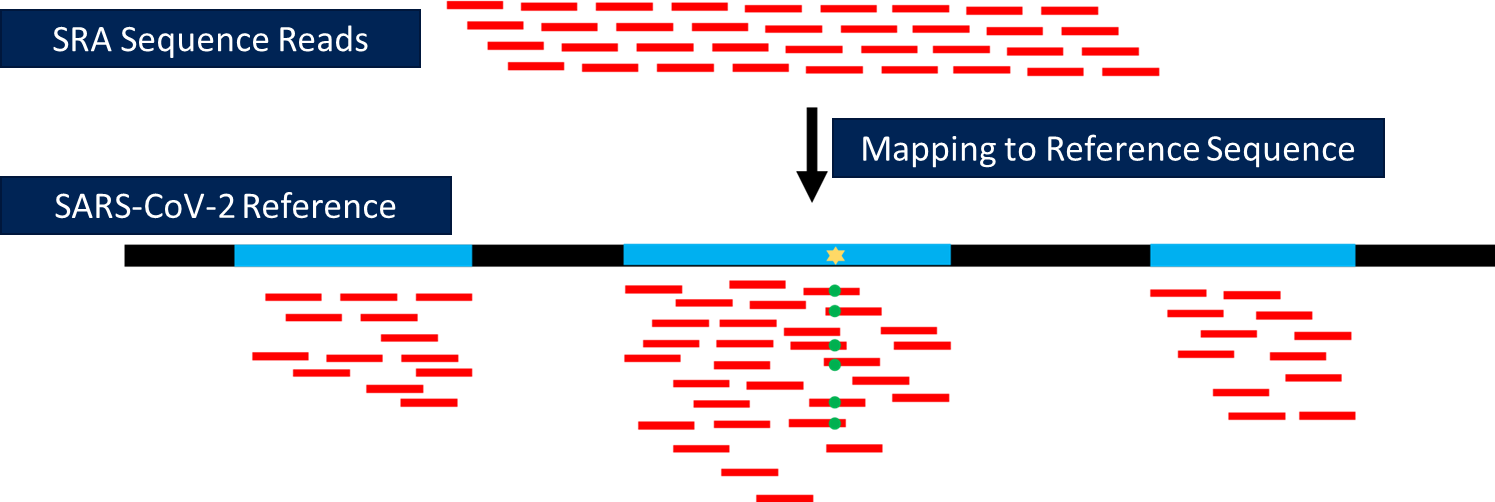 SRA Sequence Reads
Mapping to Reference Sequence
SARS-CoV-2 Reference